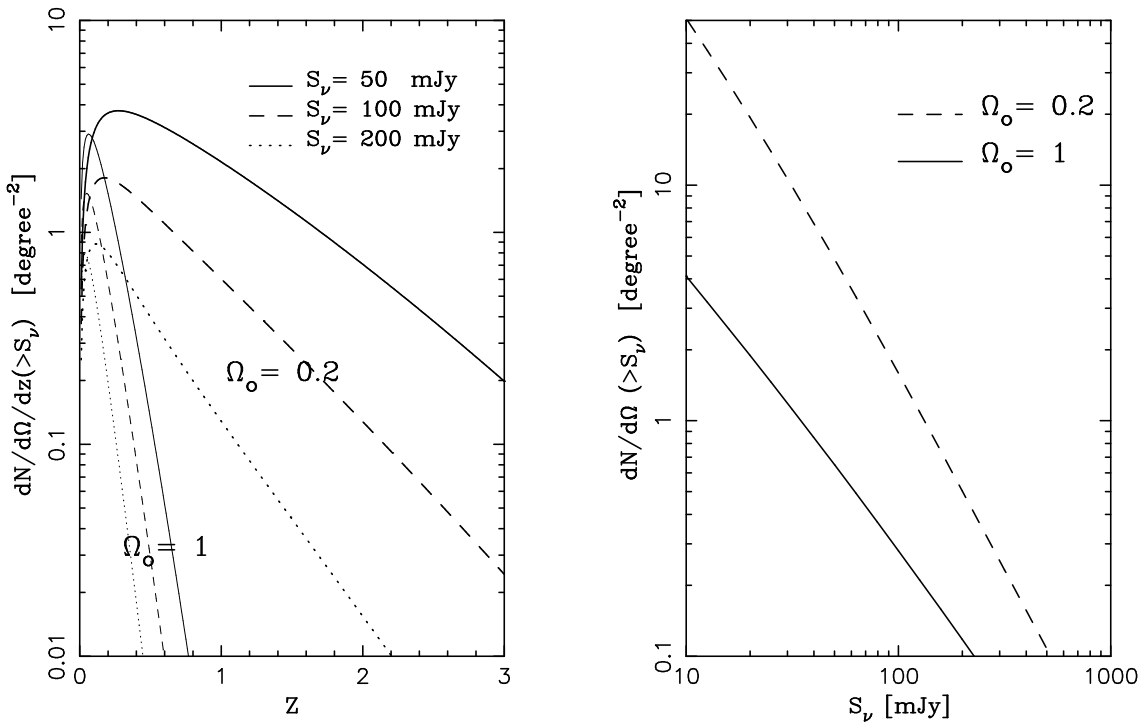 10
1
0.1
0.01
dN/dΩ/dz(>S_ν) [degree^-2]
S_ν= 50 mJy
S_ν= 100 mJy
S_ν= 200 mJy
Ω_o= 0.2
Ω_o= 1
0 1 2 3
Z
10
1
0.1
dN/dΩ (>S_ν) [degree^-2]
Ω_o= 0.2
Ω_o= 1
10 100 1000
S_ν [mJy]